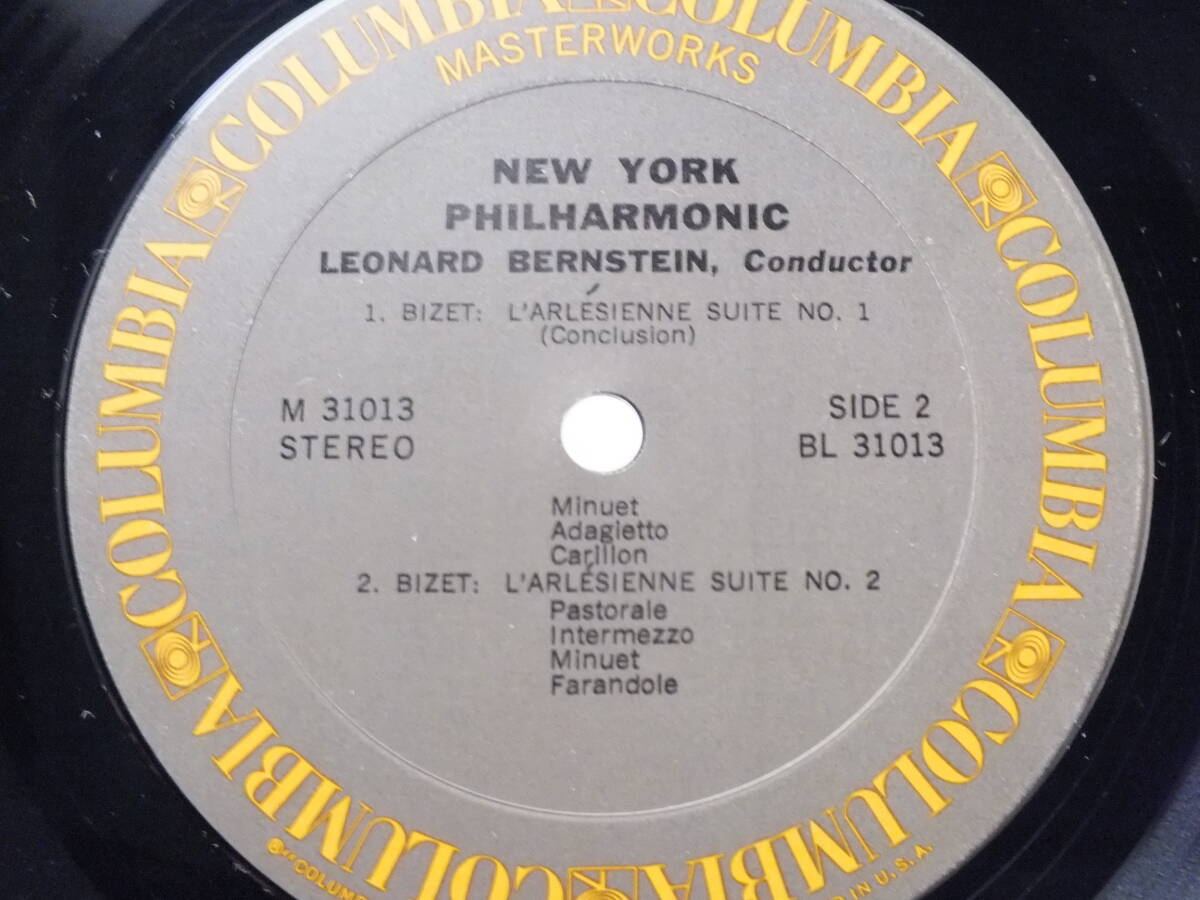 COLUMBIA COLUMBIA COLUMBIA COLUMBIA COLUMBIA COLUMBIA COLUMBIA COLUMBIA
MASTERWORKS
NEW YORK
PHILHARMONIC
LEONARD BERNSTEIN, Conductor
1. BIZET: L'ARLÉSIENNE SUITE NO. 1
(Conclusion)
M 31013
STEREO
SIDE 2
BL 31013
Minuet
Adagietto
Carillon
2. BIZET: L'ARLÉSIENNE SUITE NO. 2
Pastorale
Intermezzo
Minuet
Farandole
IN U.S.A.